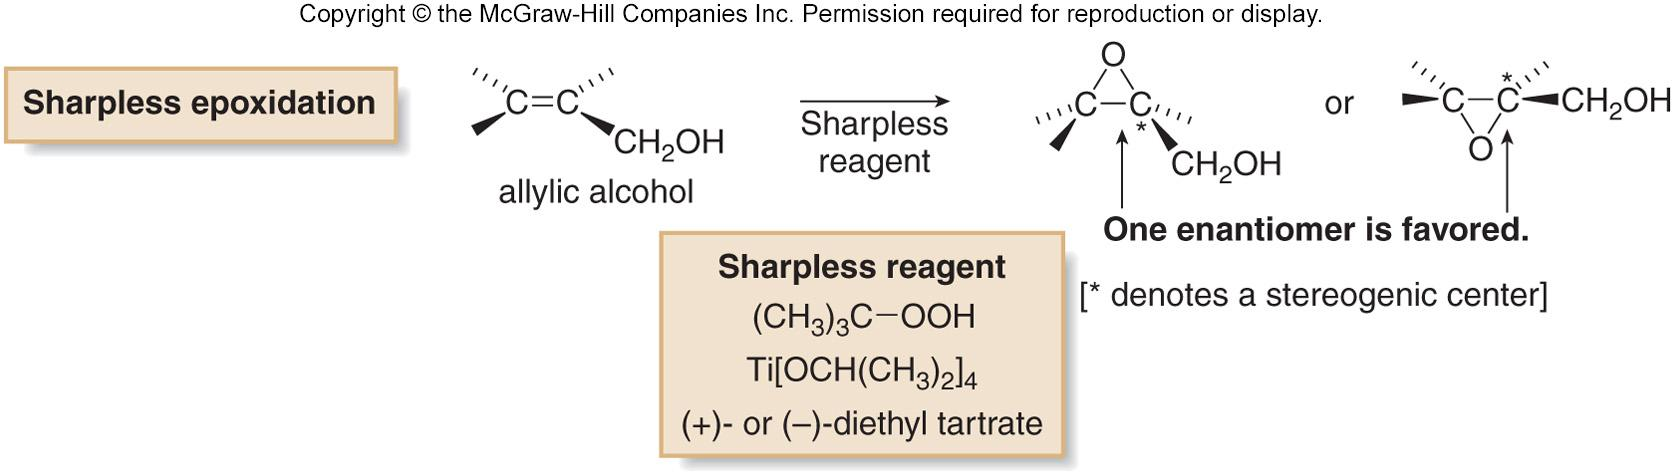 Copyright © the McGraw-Hill Companies Inc. Permission required for reproduction or display.
Sharpless epoxidation
C=C
CH₂OH
allylic alcohol
Sharpless
reagent
O
C–C
*
CH₂OH
or
*
C–C
CH₂OH
O
One enantiomer is favored.
[* denotes a stereogenic center]
Sharpless reagent
(CH₃)₃C–OOH
Ti[OCH(CH₃)₂]₄
(+)- or (–)-diethyl tartrate